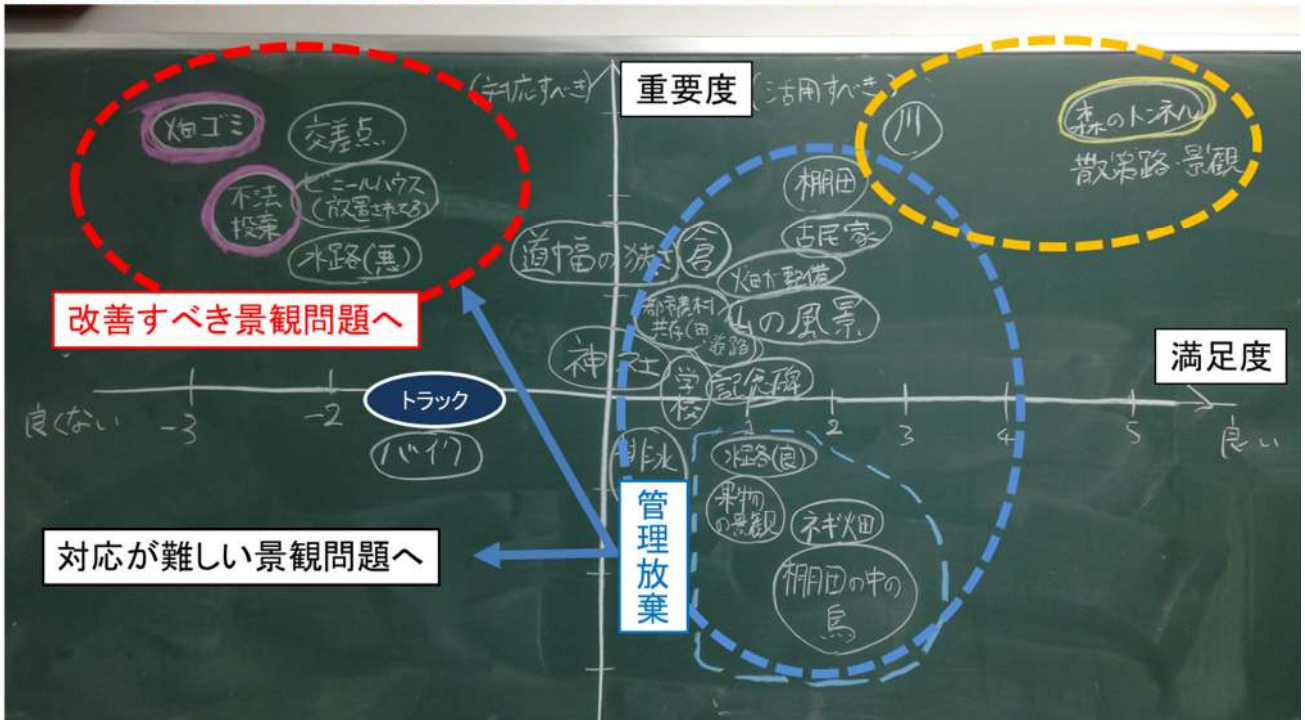 (対応すべき)
重要度
(活用すべき)
畑ゴミ
交差点
川
森のトンネル
散策路・景観
不法
投棄
ビニールハウス
(放置されてる)
水路(悪)
棚田
古民家
道幅の狭さ
倉
畑が整備
都市農村
共存(田、道路)
山の風景
改善すべき景観問題へ
神社
学校
記念碑
満足度
トラック
良くない
-3
-2
1
2
3
4
5
良い
バイク
排水
水路(良)
果物
の景観
ネギ畑
棚田の中の
鳥
管理放棄
対応が難しい景観問題へ